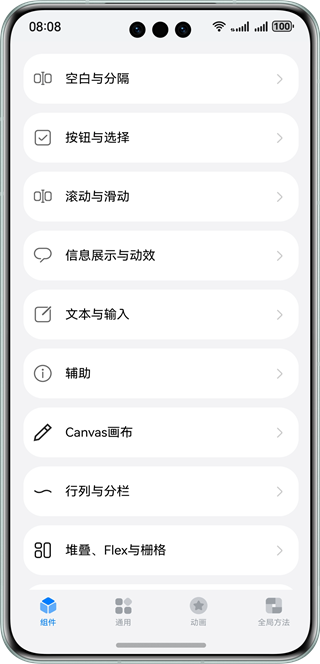 08:08
100
空白与分隔
按钮与选择
滚动与滑动
信息展示与动效
文本与输入
辅助
Canvas画布
行列与分栏
堆叠、Flex与栅格
组件 通用 动画 全局方法